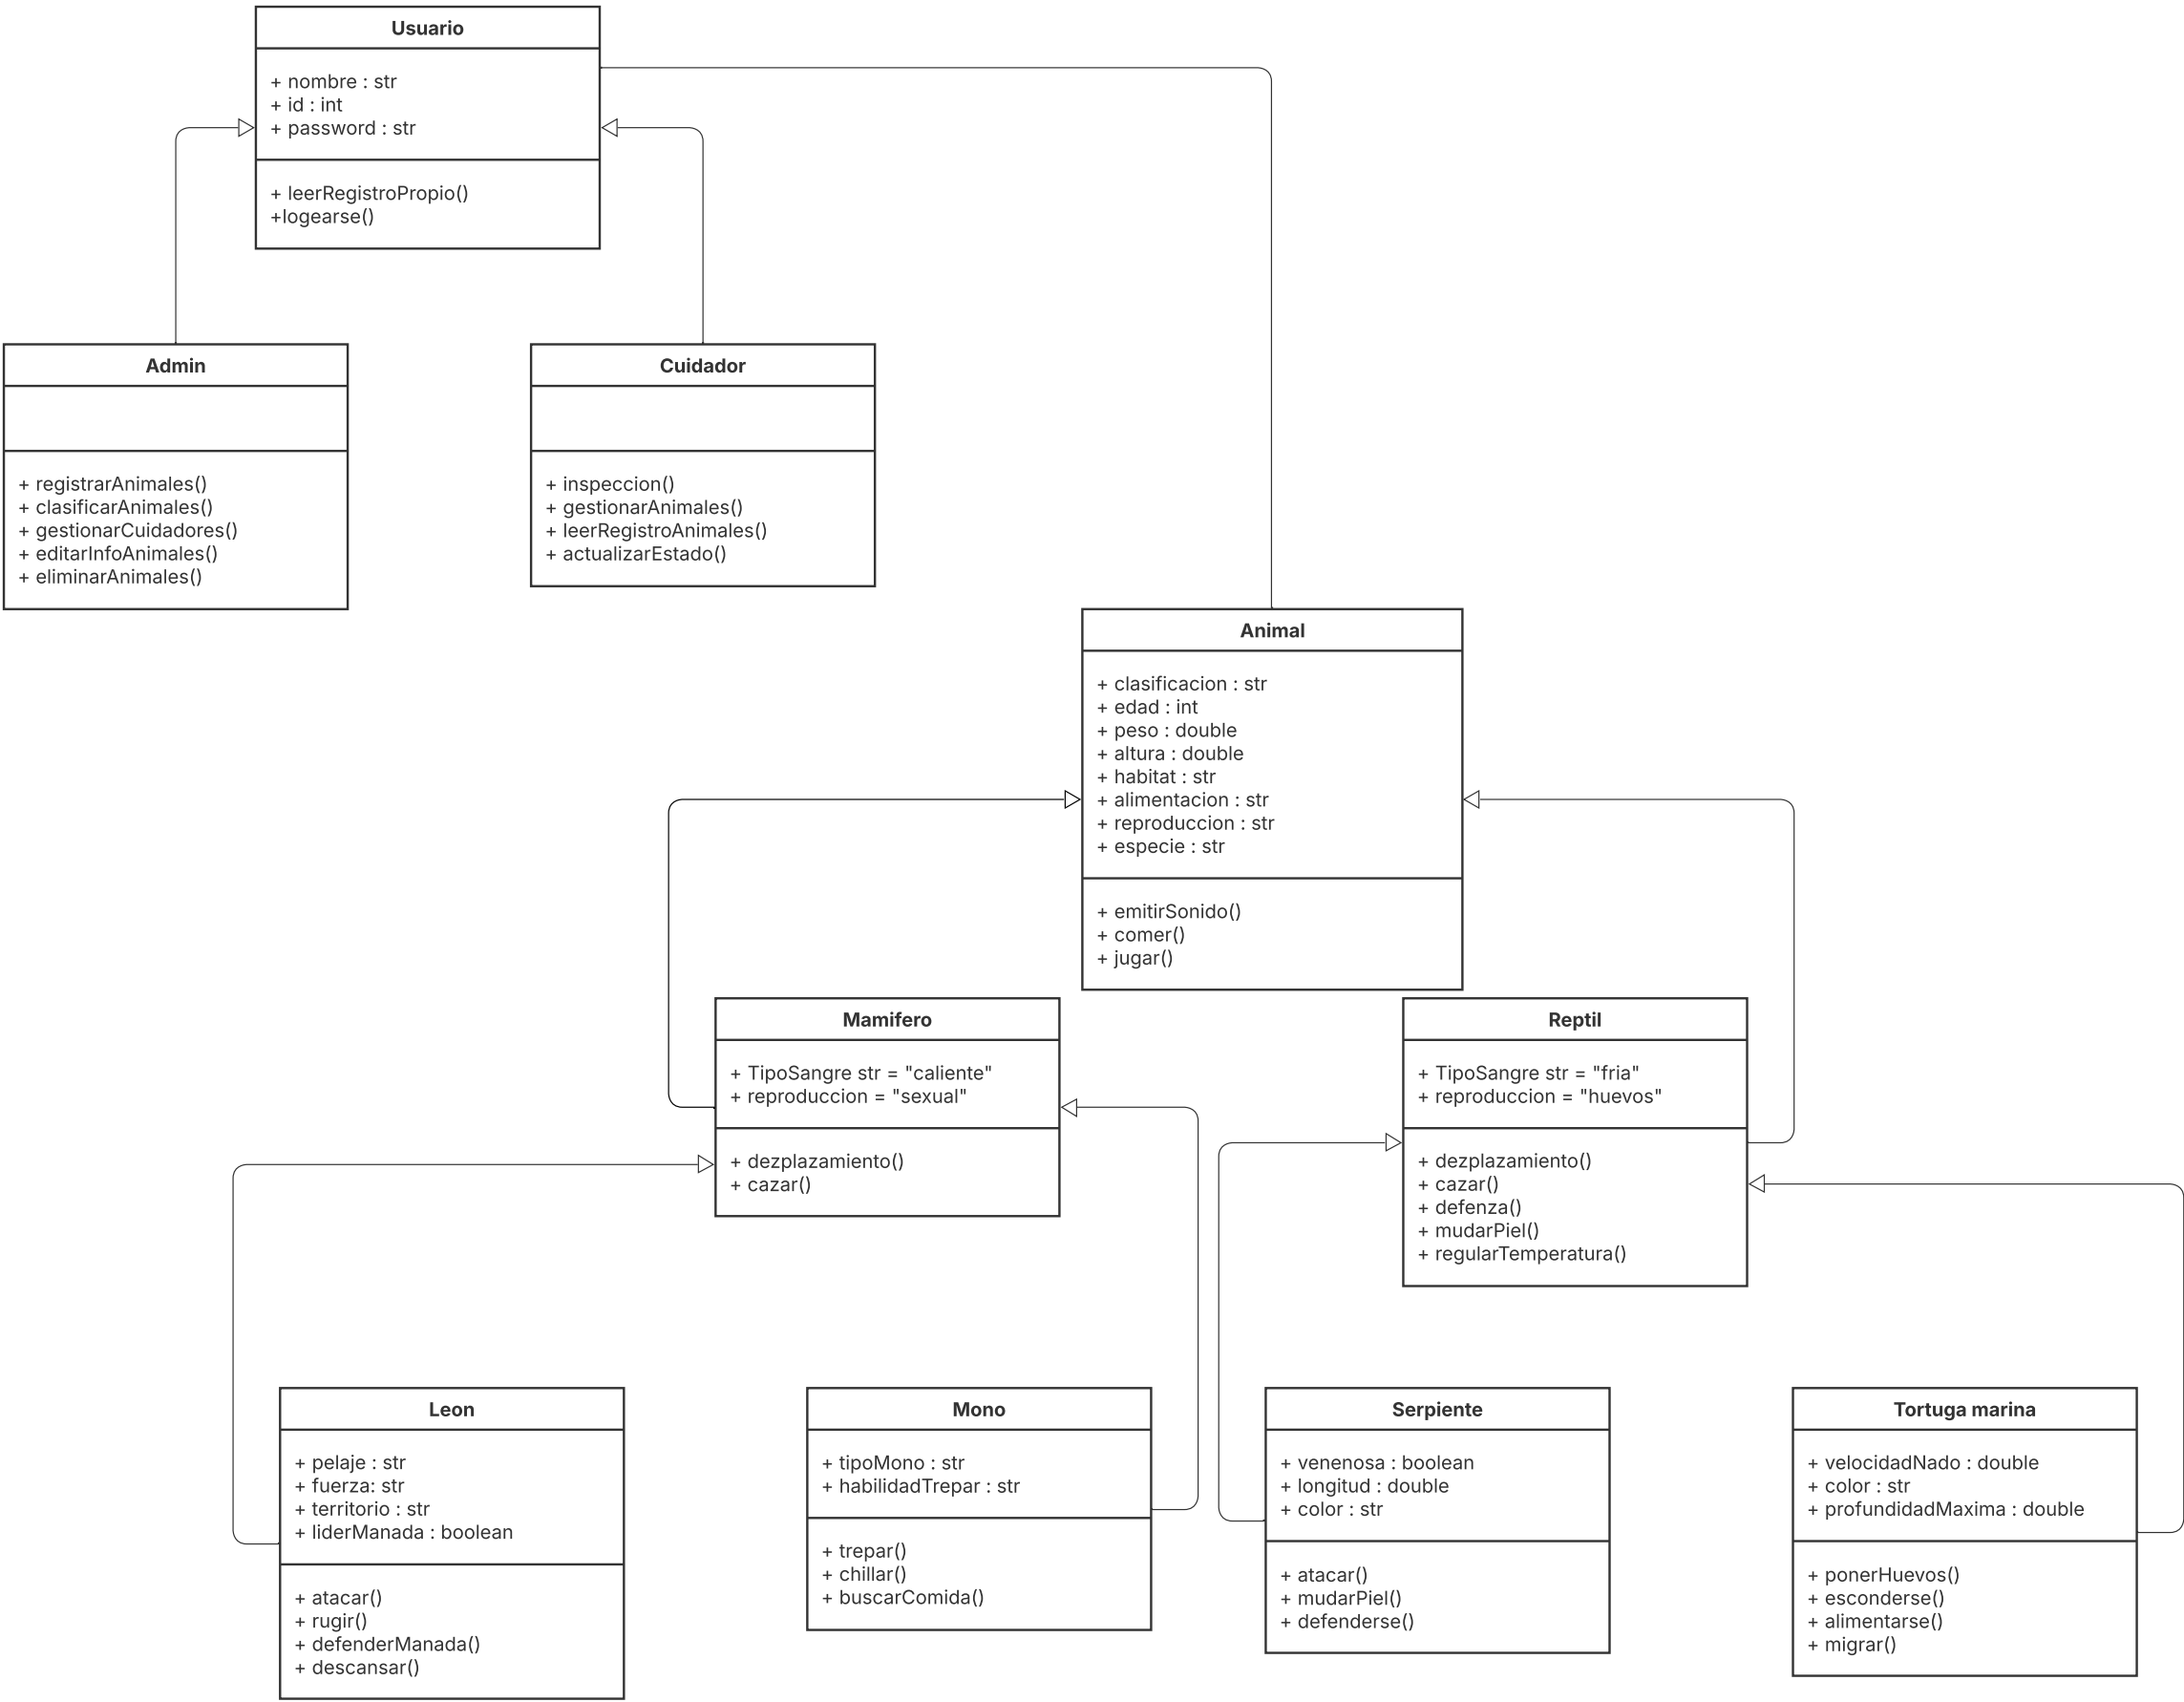 Usuario
+ nombre : str
+ id : int
+ password : str
+ leerRegistroPropio()
+logearse()
Admin
+ registrarAnimales()
+ clasificarAnimales()
+ gestionarCuidadores()
+ editarInfoAnimales()
+ eliminarAnimales()
Cuidador
+ inspeccion()
+ gestionarAnimales()
+ leerRegistroAnimales()
+ actualizarEstado()
Animal
+ clasificacion : str
+ edad : int
+ peso : double
+ altura : double
+ habitat : str
+ alimentacion : str
+ reproduccion : str
+ especie : str
+ emitirSonido()
+ comer()
+ jugar()
Mamifero
+ TipoSangre str = "caliente"
+ reproduccion = "sexual"
+ dezplazamiento()
+ cazar()
Reptil
+ TipoSangre str = "fria"
+ reproduccion = "huevos"
+ dezplazamiento()
+ cazar()
+ defenza()
+ mudarPiel()
+ regularTemperatura()
Leon
+ pelaje : str
+ fuerza: str
+ territorio : str
+ liderManada : boolean
+ atacar()
+ rugir()
+ defenderManada()
+ descansar()
Mono
+ tipoMono : str
+ habilidadTrepar : str
+ trepar()
+ chillar()
+ buscarComida()
Serpiente
+ venenosa : boolean
+ longitud : double
+ color : str
+ atacar()
+ mudarPiel()
+ defenderse()
Tortuga marina
+ velocidadNado : double
+ color : str
+ profundidadMaxima : double
+ ponerHuevos()
+ esconderse()
+ alimentarse()
+ migrar()